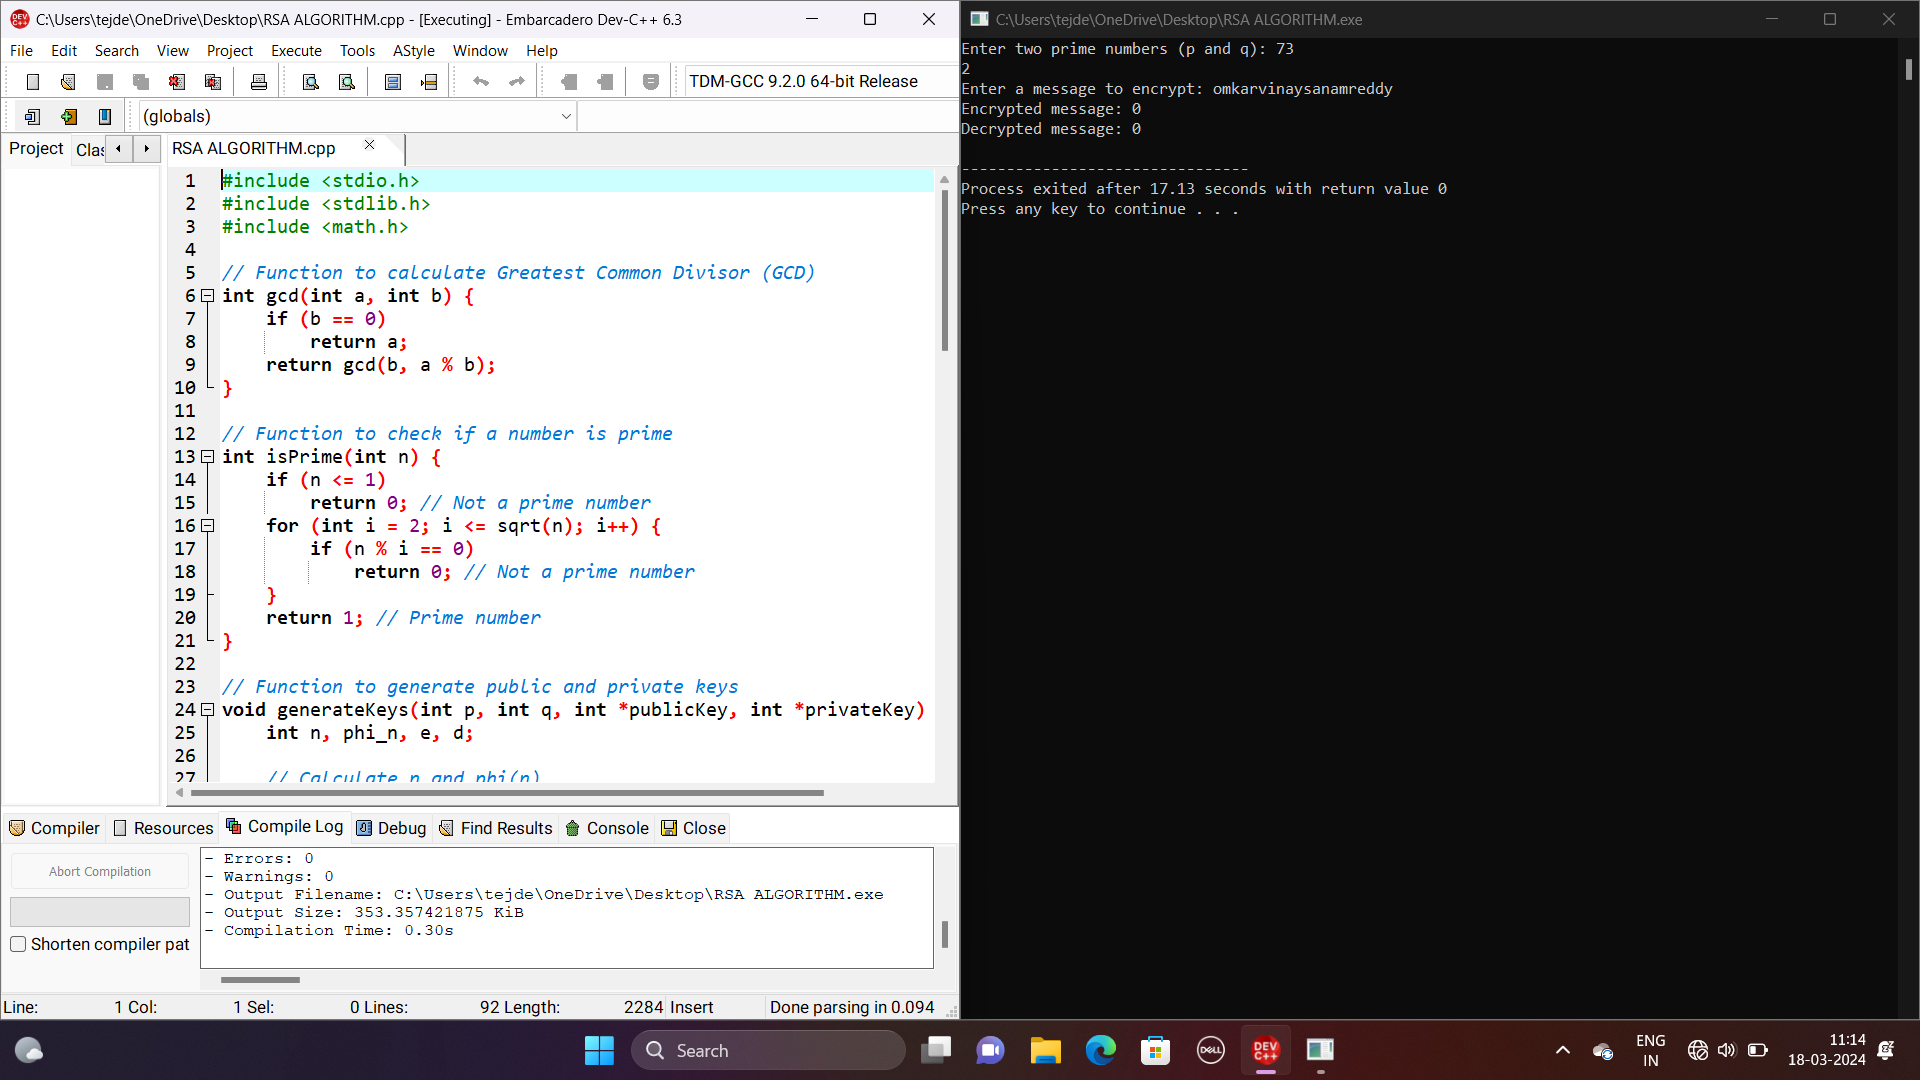 C:\Users\tejde\OneDrive\Desktop\RSA ALGORITHM.cpp - [Executing] - Embarcadero Dev-C++ 6.3
File Edit Search View Project Execute Tools AStyle Window Help
TDM-GCC 9.2.0 64-bit Release
(globals)
Project Clas RSA ALGORITHM.cpp
1 #include <stdio.h>
2 #include <stdlib.h>
3 #include <math.h>
4
5 // Function to calculate Greatest Common Divisor (GCD)
6 int gcd(int a, int b) {
7 if (b == 0)
8 return a;
9 return gcd(b, a % b);
10 }
11
12 // Function to check if a number is prime
13 int isPrime(int n) {
14 if (n <= 1)
15 return 0; // Not a prime number
16 for (int i = 2; i <= sqrt(n); i++) {
17 if (n % i == 0)
18 return 0; // Not a prime number
19 }
20 return 1; // Prime number
21 }
22
23 // Function to generate public and private keys
24 void generateKeys(int p, int q, int *publicKey, int *privateKey)
25 int n, phi_n, e, d;
26
27 // Calculate n and phi(n)
Compiler Resources Compile Log Debug Find Results Console Close
Abort Compilation
Shorten compiler pat
- Errors: 0
- Warnings: 0
- Output Filename: C:\Users\tejde\OneDrive\Desktop\RSA ALGORITHM.exe
- Output Size: 353.357421875 KiB
- Compilation Time: 0.30s
Line: 1 Col: 1 Sel: 0 Lines: 92 Length: 2284 Insert Done parsing in 0.094
C:\Users\tejde\OneDrive\Desktop\RSA ALGORITHM.exe
Enter two prime numbers (p and q): 73
2
Enter a message to encrypt: omkarvinaysanamreddy
Encrypted message: 0
Decrypted message: 0
--------------------------------
Process exited after 17.13 seconds with return value 0
Press any key to continue . . .
Search
DELL
DEV C++
ENG
IN
11:14
18-03-2024